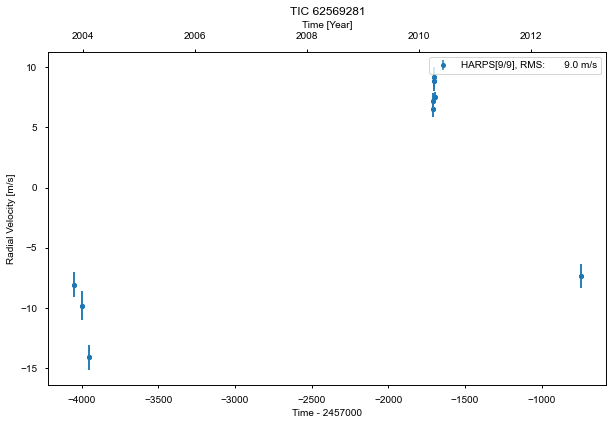 TIC 62569281
Time [Year]
2004 2006 2008 2010 2012
HARPS[9/9], RMS: 9.0 m/s
Radial Velocity [m/s]
10
5
0
−5
−10
−15
−4000 −3500 −3000 −2500 −2000 −1500 −1000
Time - 2457000